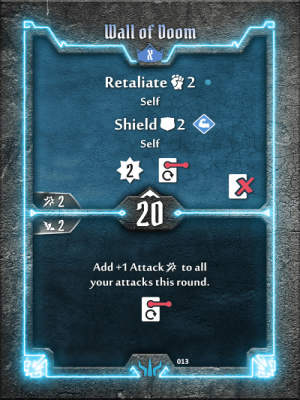 Wall of Doom
X
Retaliate 2
Self
Shield 2
Self
2
2
20
2
Add +1 Attack to all
your attacks this round.
013